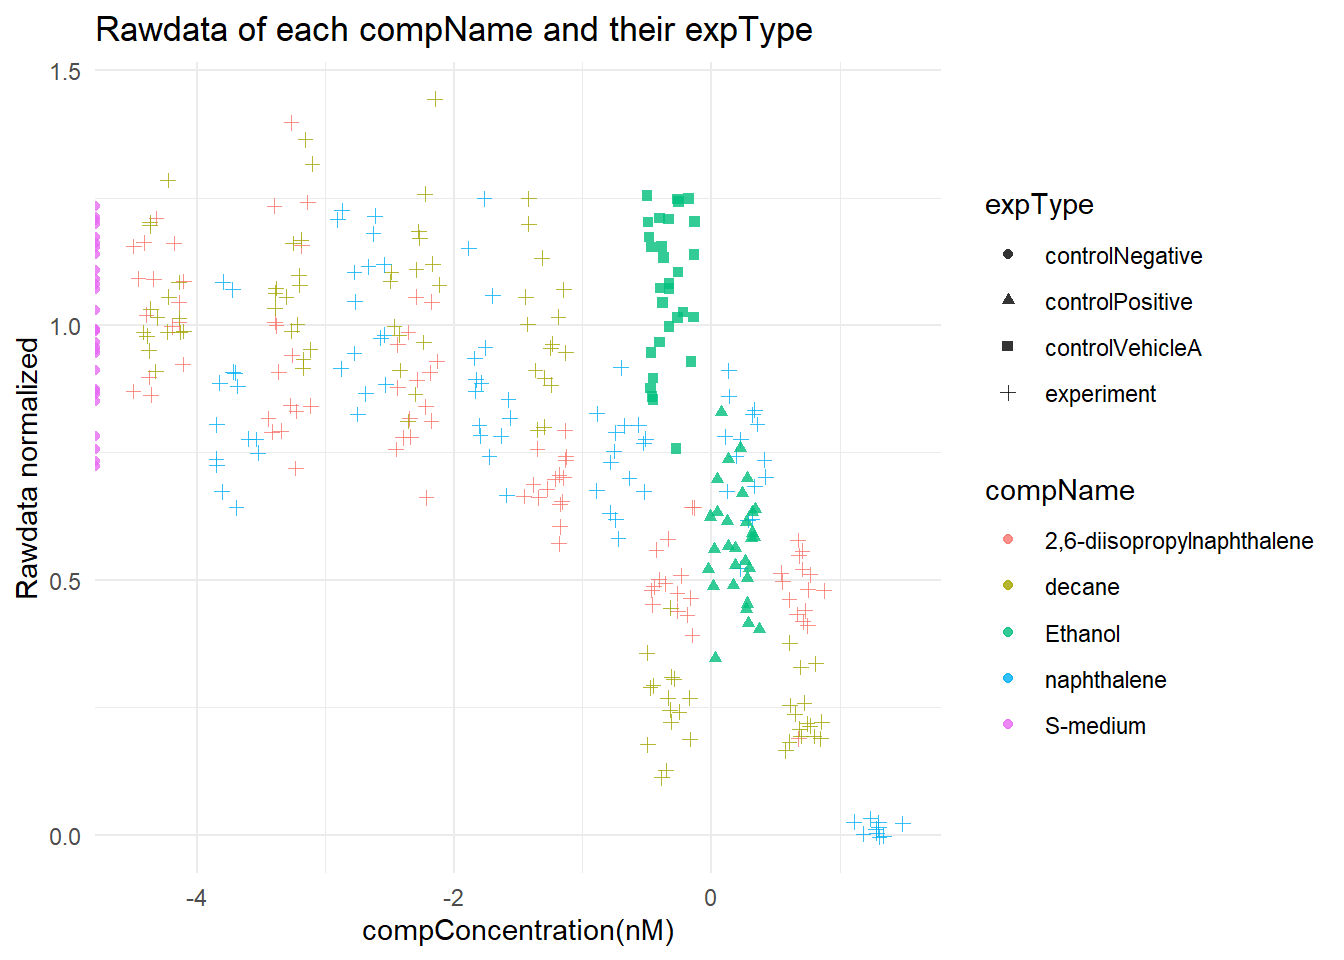 Rawdata of each compName and their expType
1.5
1.0
0.5
0.0
Rawdata normalized
-4
-2
0
compConcentration(nM)
expType
controlNegative
controlPositive
controlVehicleA
experiment
compName
2,6-diisopropylnaphthalene
decane
Ethanol
naphthalene
S-medium